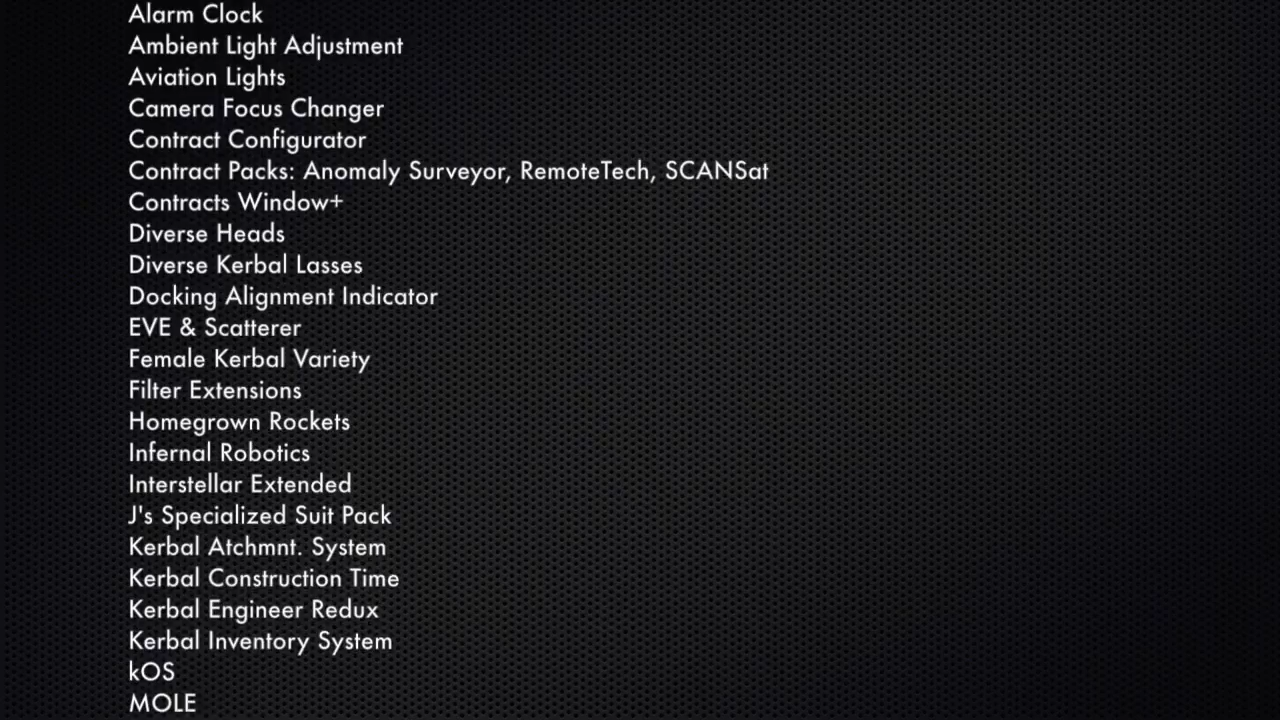 Alarm Clock
Ambient Light Adjustment
Aviation Lights
Camera Focus Changer
Contract Configurator
Contract Packs: Anomaly Surveyor, RemoteTech, SCANSat
Contracts Window+
Diverse Heads
Diverse Kerbal Lasses
Docking Alignment Indicator
EVE & Scatterer
Female Kerbal Variety
Filter Extensions
Homegrown Rockets
Infernal Robotics
Interstellar Extended
J's Specialized Suit Pack
Kerbal Atchmnt. System
Kerbal Construction Time
Kerbal Engineer Redux
Kerbal Inventory System
kOS
MOLE